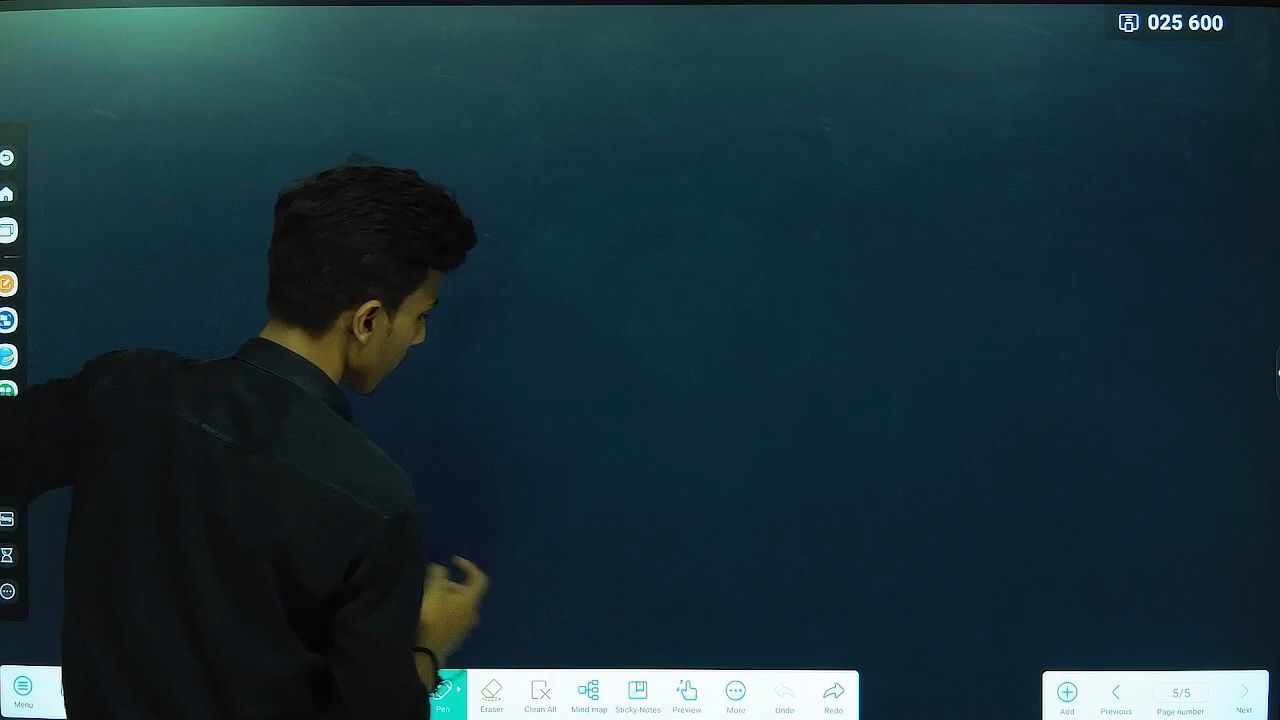 025 600
Menu
Pen
Eraser
Clean All
Mind map
Sticky-Notes
Preview
More
Undo
Redo
Add
Previous
5/5
Page number
Next